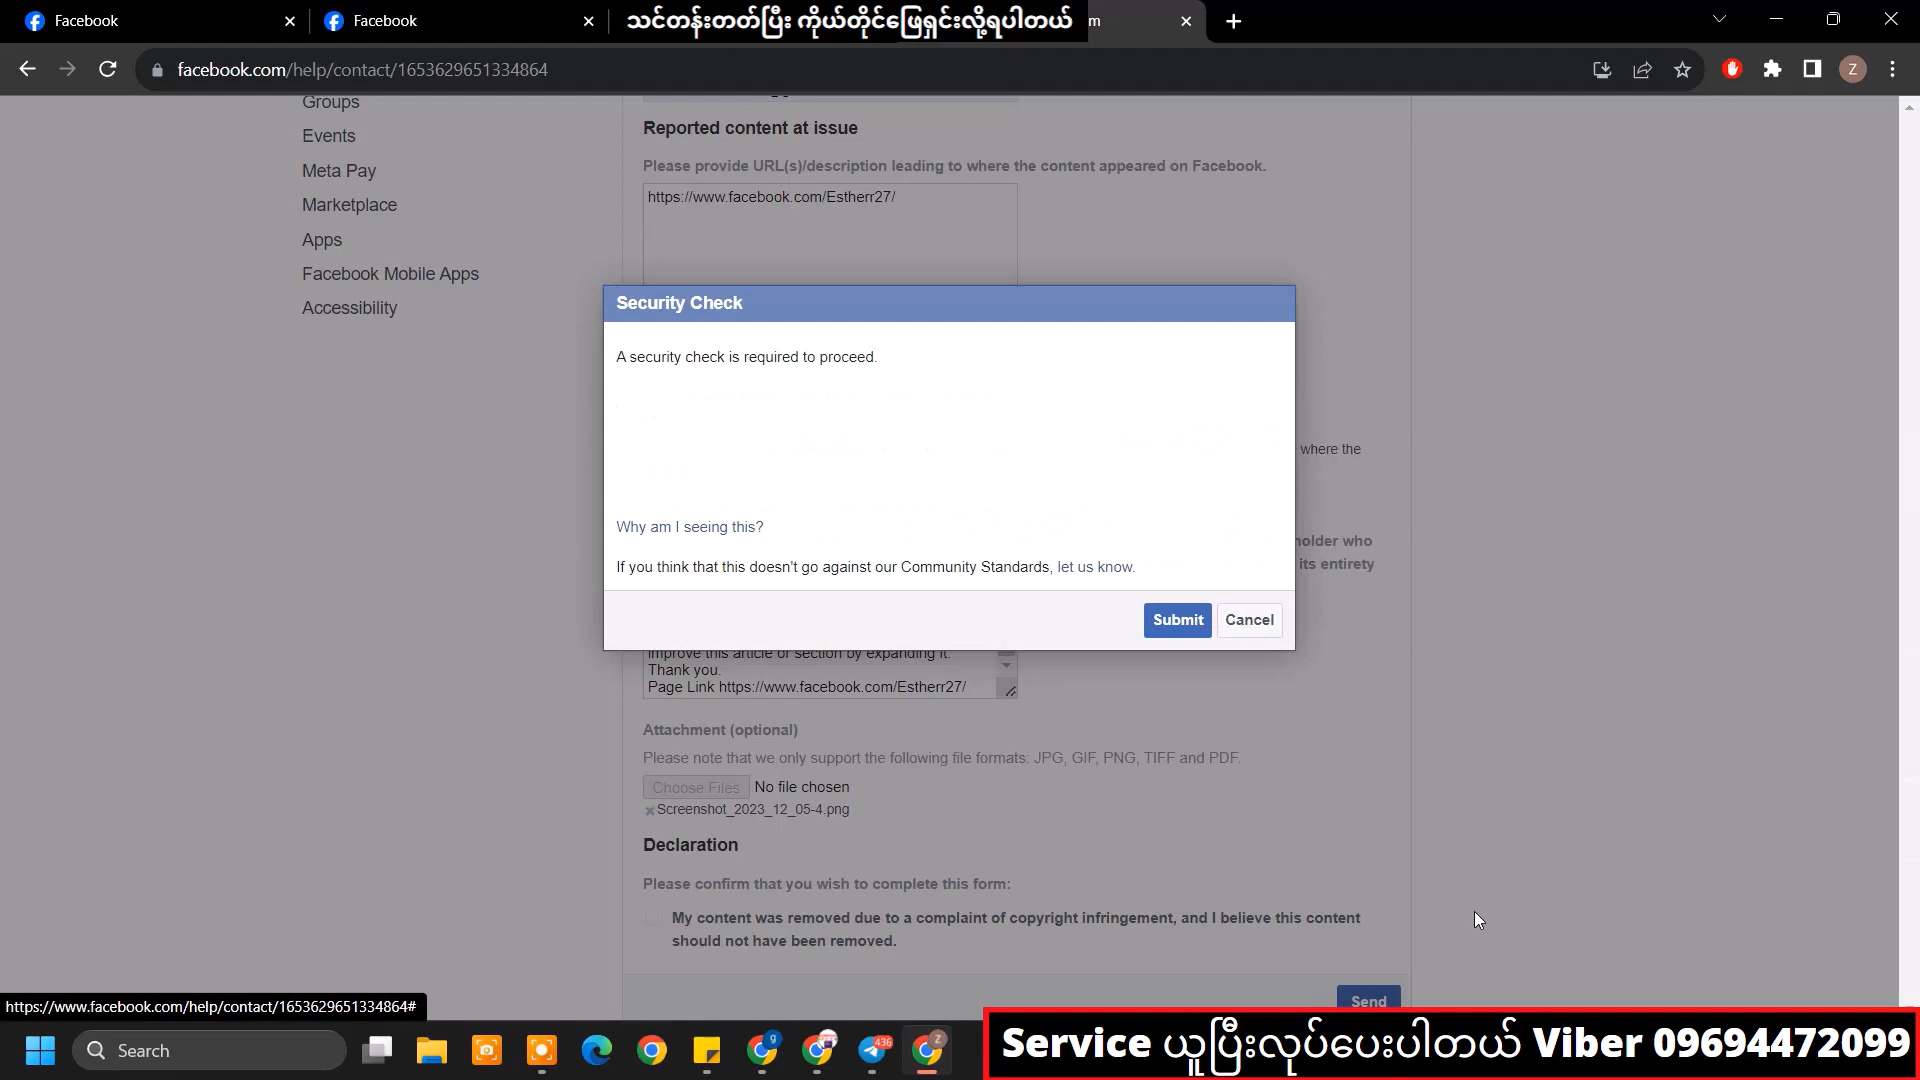 Facebook
Facebook
သင်တန်းတတ်ပြီး ကိုယ်တိုင်ဖြေရှင်းလို့ရပါတယ်
m
facebook.com/help/contact/1653629651334864
Z
Groups
Events
Meta Pay
Marketplace
Apps
Facebook Mobile Apps
Accessibility
Reported content at issue
Please provide URL(s)/description leading to where the content appeared on Facebook.
https://www.facebook.com/Estherr27/
Security Check
A security check is required to proceed.
where the
Why am I seeing this?
holder who
its entirety
If you think that this doesn't go against our Community Standards, let us know.
Submit
Cancel
improve this article or section by expanding it.
Thank you.
Page Link https://www.facebook.com/Estherr27/
Attachment (optional)
Please note that we only support the following file formats: JPG, GIF, PNG, TIFF and PDF.
Choose Files No file chosen
Screenshot_2023_12_05-4.png
Declaration
Please confirm that you wish to complete this form:
My content was removed due to a complaint of copyright infringement, and I believe this content
should not have been removed.
Send
https://www.facebook.com/help/contact/1653629651334864#
Search
g
436
Z
Service ယူပြီးလုပ်ပေးပါတယ် Viber 09694472099